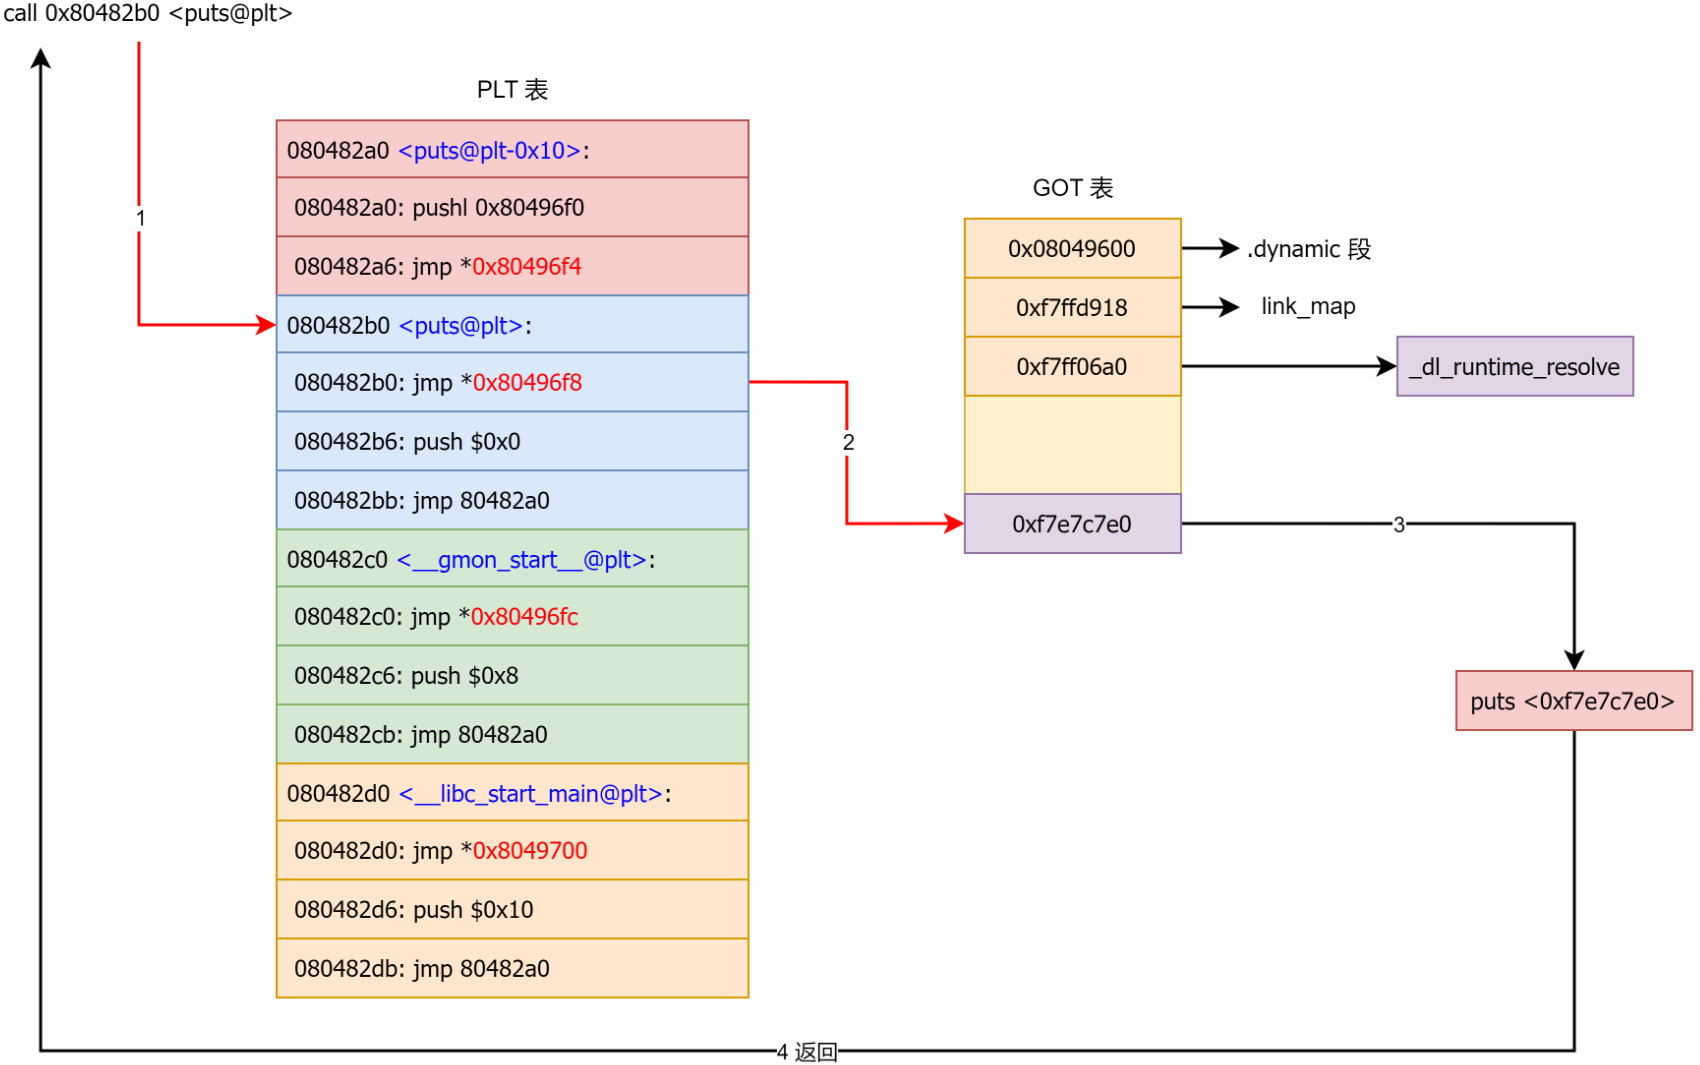 call 0x80482b0 <puts@plt>
1
PLT 表
080482a0 <puts@plt-0x10>:
080482a0: pushl 0x80496f0
080482a6: jmp *0x80496f4
080482b0 <puts@plt>:
080482b0: jmp *0x80496f8
080482b6: push $0x0
080482bb: jmp 80482a0
080482c0 <__gmon_start__@plt>:
080482c0: jmp *0x80496fc
080482c6: push $0x8
080482cb: jmp 80482a0
080482d0 <__libc_start_main@plt>:
080482d0: jmp *0x8049700
080482d6: push $0x10
080482db: jmp 80482a0
2
GOT 表
0x08049600
.dynamic 段
0xf7ffd918
link_map
0xf7ff06a0
_dl_runtime_resolve
0xf7e7c7e0
3
puts <0xf7e7c7e0>
4 返回